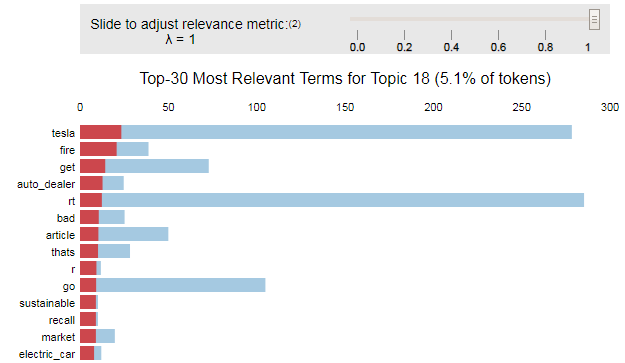 Slide to adjust relevance metric:(2)
λ = 1
0.0 0.2 0.4 0.6 0.8 1
Top-30 Most Relevant Terms for Topic 18 (5.1% of tokens)
0 50 100 150 200 250 300
tesla
fire
get
auto_dealer
rt
bad
article
thats
r
go
sustainable
recall
market
electric_car